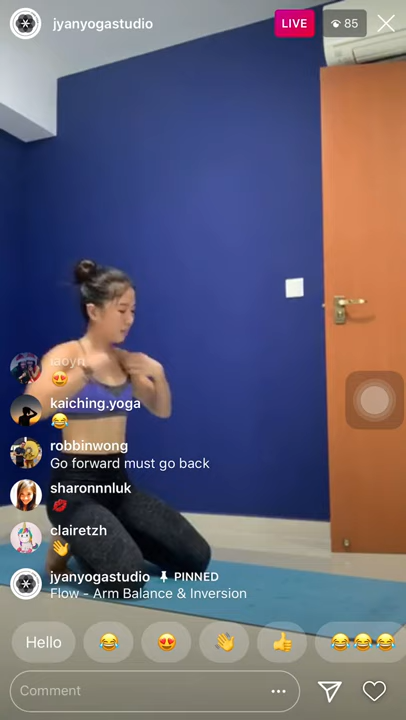 jyanyogastudio
LIVE
85
kaiching.yoga
robbinwong
Go forward must go back
sharonnnluk
clairetzh
jyanyogastudio PINNED
Flow - Arm Balance & Inversion
Hello
Comment